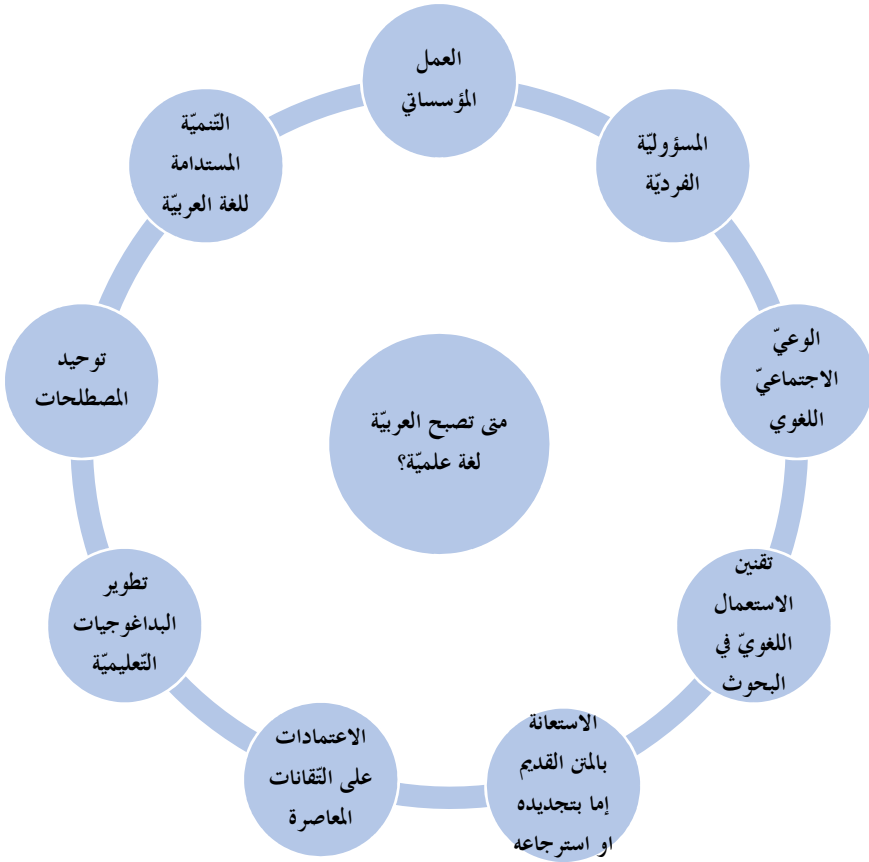 العمل
المؤسساتي
المسؤوليّة
الفرديّة
الوعيّ
الاجتماعيّ
اللغوي
تقنين
الاستعمال
اللغويّ في
البحوث
الاستعانة
بالمتن القديم
إما بتجديده
او استرجاعه
الاعتمادات
على التّقانات
المعاصرة
تطوير
البداغوجيات
التّعليميّة
توحيد
المصطلحات
التّنميّة
المستدامة
للغة العربيّة
متى تصبح العربيّة
لغة علميّة؟